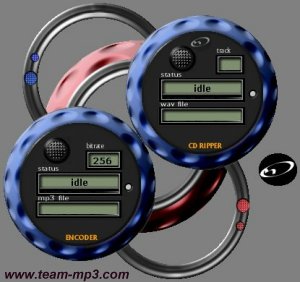 track
status
idle
wav file
CD RIPPER
bitrate
256
status
idle
mp3 file
ENCODER
www.team-mp3.com